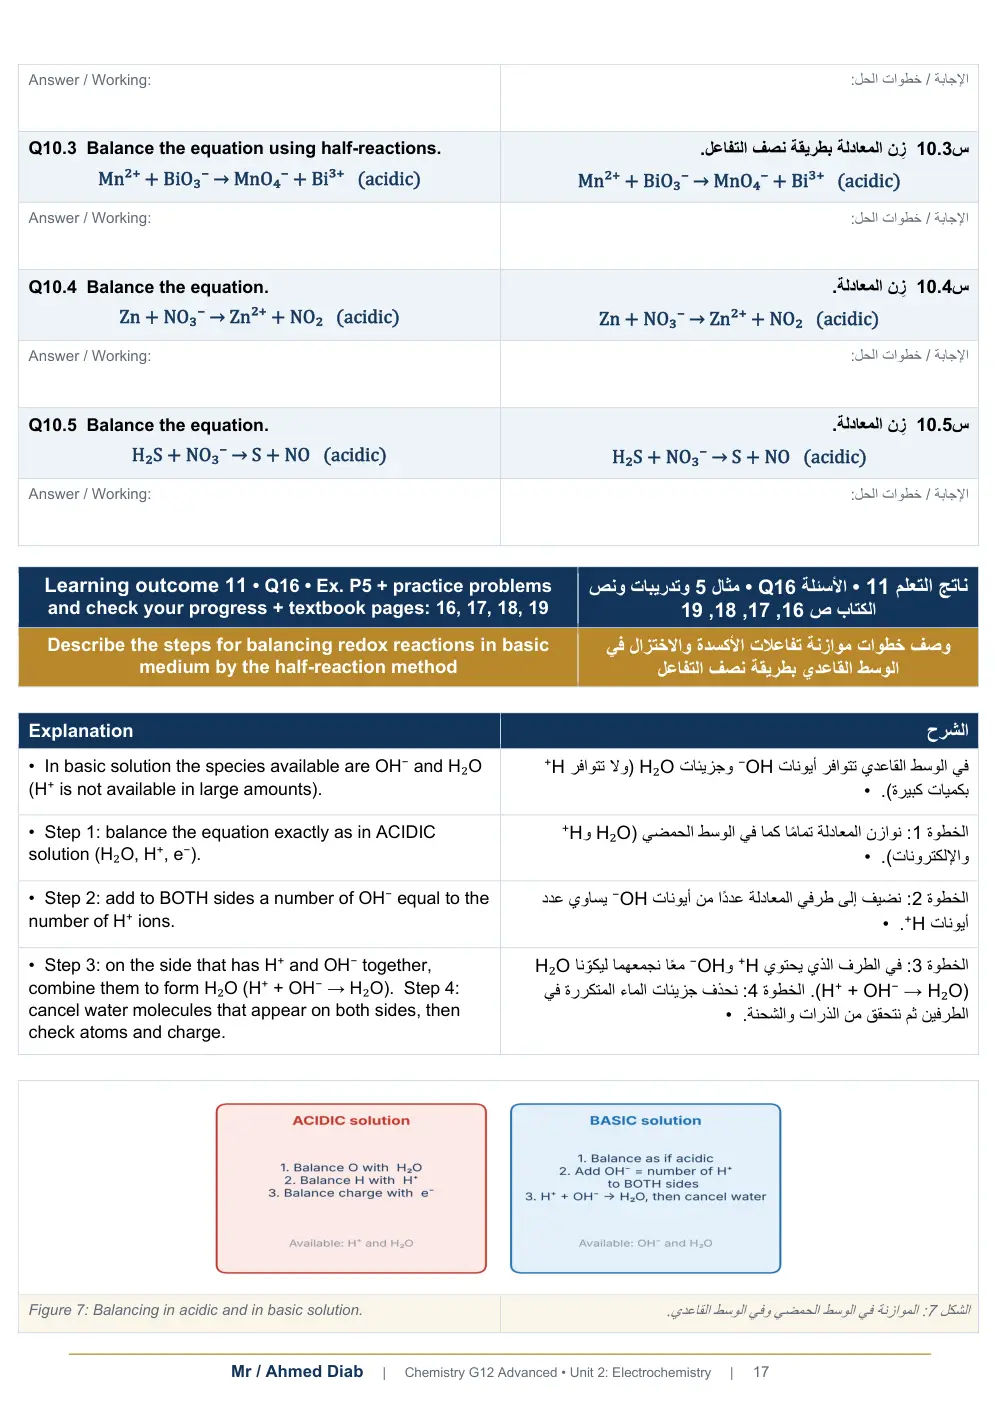 Answer / Working:
الإجابة / خطوات الحل:
Q10.3 Balance the equation using half-reactions.
Mn²⁺ + BiO₃⁻ → MnO₄⁻ + Bi³⁺ (acidic)
س10.3 زِن المعادلة بطريقة نصف التفاعل.
Mn²⁺ + BiO₃⁻ → MnO₄⁻ + Bi³⁺ (acidic)
Answer / Working:
الإجابة / خطوات الحل:
Q10.4 Balance the equation.
Zn + NO₃⁻ → Zn²⁺ + NO₂ (acidic)
س10.4 زِن المعادلة.
Zn + NO₃⁻ → Zn²⁺ + NO₂ (acidic)
Answer / Working:
الإجابة / خطوات الحل:
Q10.5 Balance the equation.
H₂S + NO₃⁻ → S + NO (acidic)
س10.5 زِن المعادلة.
H₂S + NO₃⁻ → S + NO (acidic)
Answer / Working:
الإجابة / خطوات الحل:
Learning outcome 11 • Q16 • Ex. P5 + practice problems
and check your progress + textbook pages: 16, 17, 18, 19
ناتج التعلم 11 • الأسئلة Q16 • مثال 5 وتدريبات ونص
الكتاب ص 16, 17, 18, 19
Describe the steps for balancing redox reactions in basic
medium by the half-reaction method
وصف خطوات موازنة تفاعلات الأكسدة والاختزال في
الوسط القاعدي بطريقة نصف التفاعل
Explanation
الشرح
• In basic solution the species available are OH⁻ and H₂O
(H⁺ is not available in large amounts).
في الوسط القاعدي تتوافر أيونات OH⁻ وجزيئات H₂O (ولا تتوافر H⁺
بكميات كبيرة). •
• Step 1: balance the equation exactly as in ACIDIC
solution (H₂O, H⁺, e⁻).
الخطوة 1: نوازن المعادلة تمامًا كما في الوسط الحمضي (H₂O وH⁺
والإلكترونات). •
• Step 2: add to BOTH sides a number of OH⁻ equal to the
number of H⁺ ions.
الخطوة 2: نضيف إلى طرفي المعادلة عددًا من أيونات OH⁻ يساوي عدد
أيونات H⁺. •
• Step 3: on the side that has H⁺ and OH⁻ together,
combine them to form H₂O (H⁺ + OH⁻ → H₂O). Step 4:
cancel water molecules that appear on both sides, then
check atoms and charge.
الخطوة 3: في الطرف الذي يحتوي H⁺ وOH⁻ معًا نجمعهما ليكوّنا H₂O
(H⁺ + OH⁻ → H₂O). الخطوة 4: نحذف جزيئات الماء المتكررة في
الطرفين ثم نتحقق من الذرات والشحنة. •
ACIDIC solution
1. Balance O with H₂O
2. Balance H with H⁺
3. Balance charge with e⁻
Available: H⁺ and H₂O
BASIC solution
1. Balance as if acidic
2. Add OH⁻ = number of H⁺
to BOTH sides
3. H⁺ + OH⁻ → H₂O, then cancel water
Available: OH⁻ and H₂O
Figure 7: Balancing in acidic and in basic solution.
الشكل 7: الموازنة في الوسط الحمضي وفي الوسط القاعدي.
Mr / Ahmed Diab | Chemistry G12 Advanced • Unit 2: Electrochemistry | 17